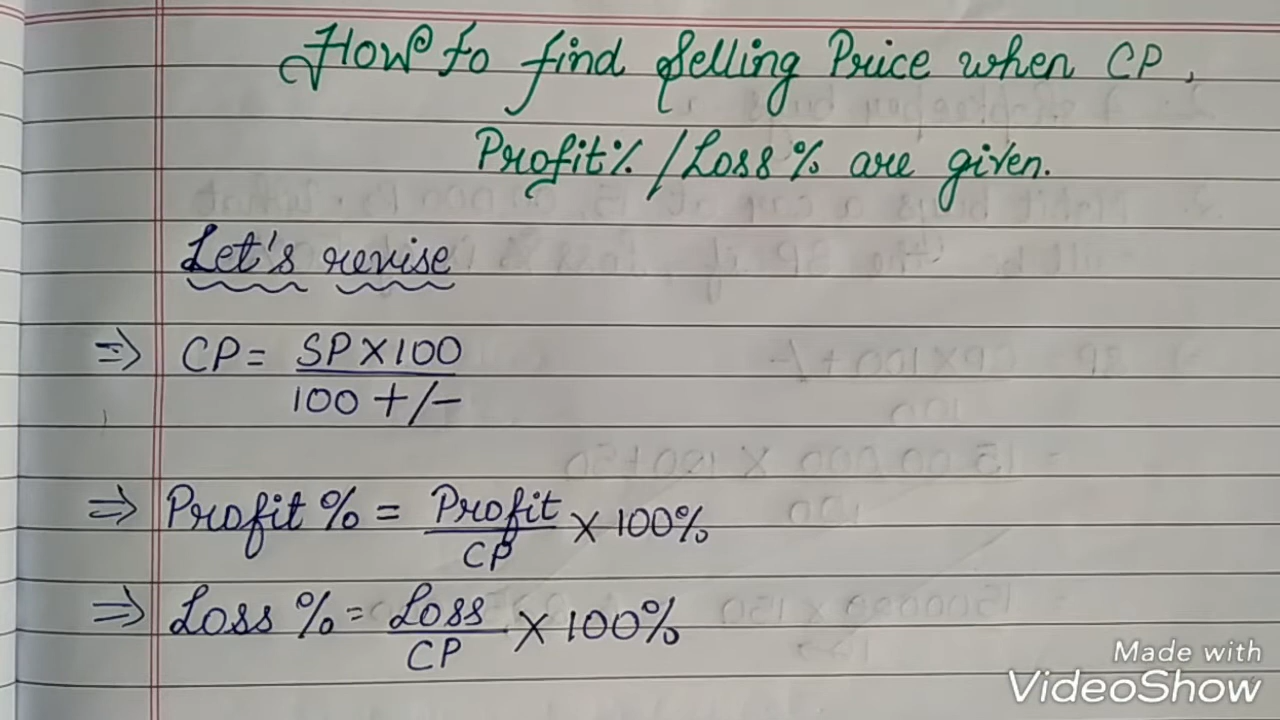 How to find Selling Price when CP,
Profit% / Loss % are given.
Let's revise
⇒ CP = SP X 100
100 + / -
⇒ Profit % = Profit X 100%
CP
⇒ Loss % = Loss X 100%
CP
Made with
VideoShow